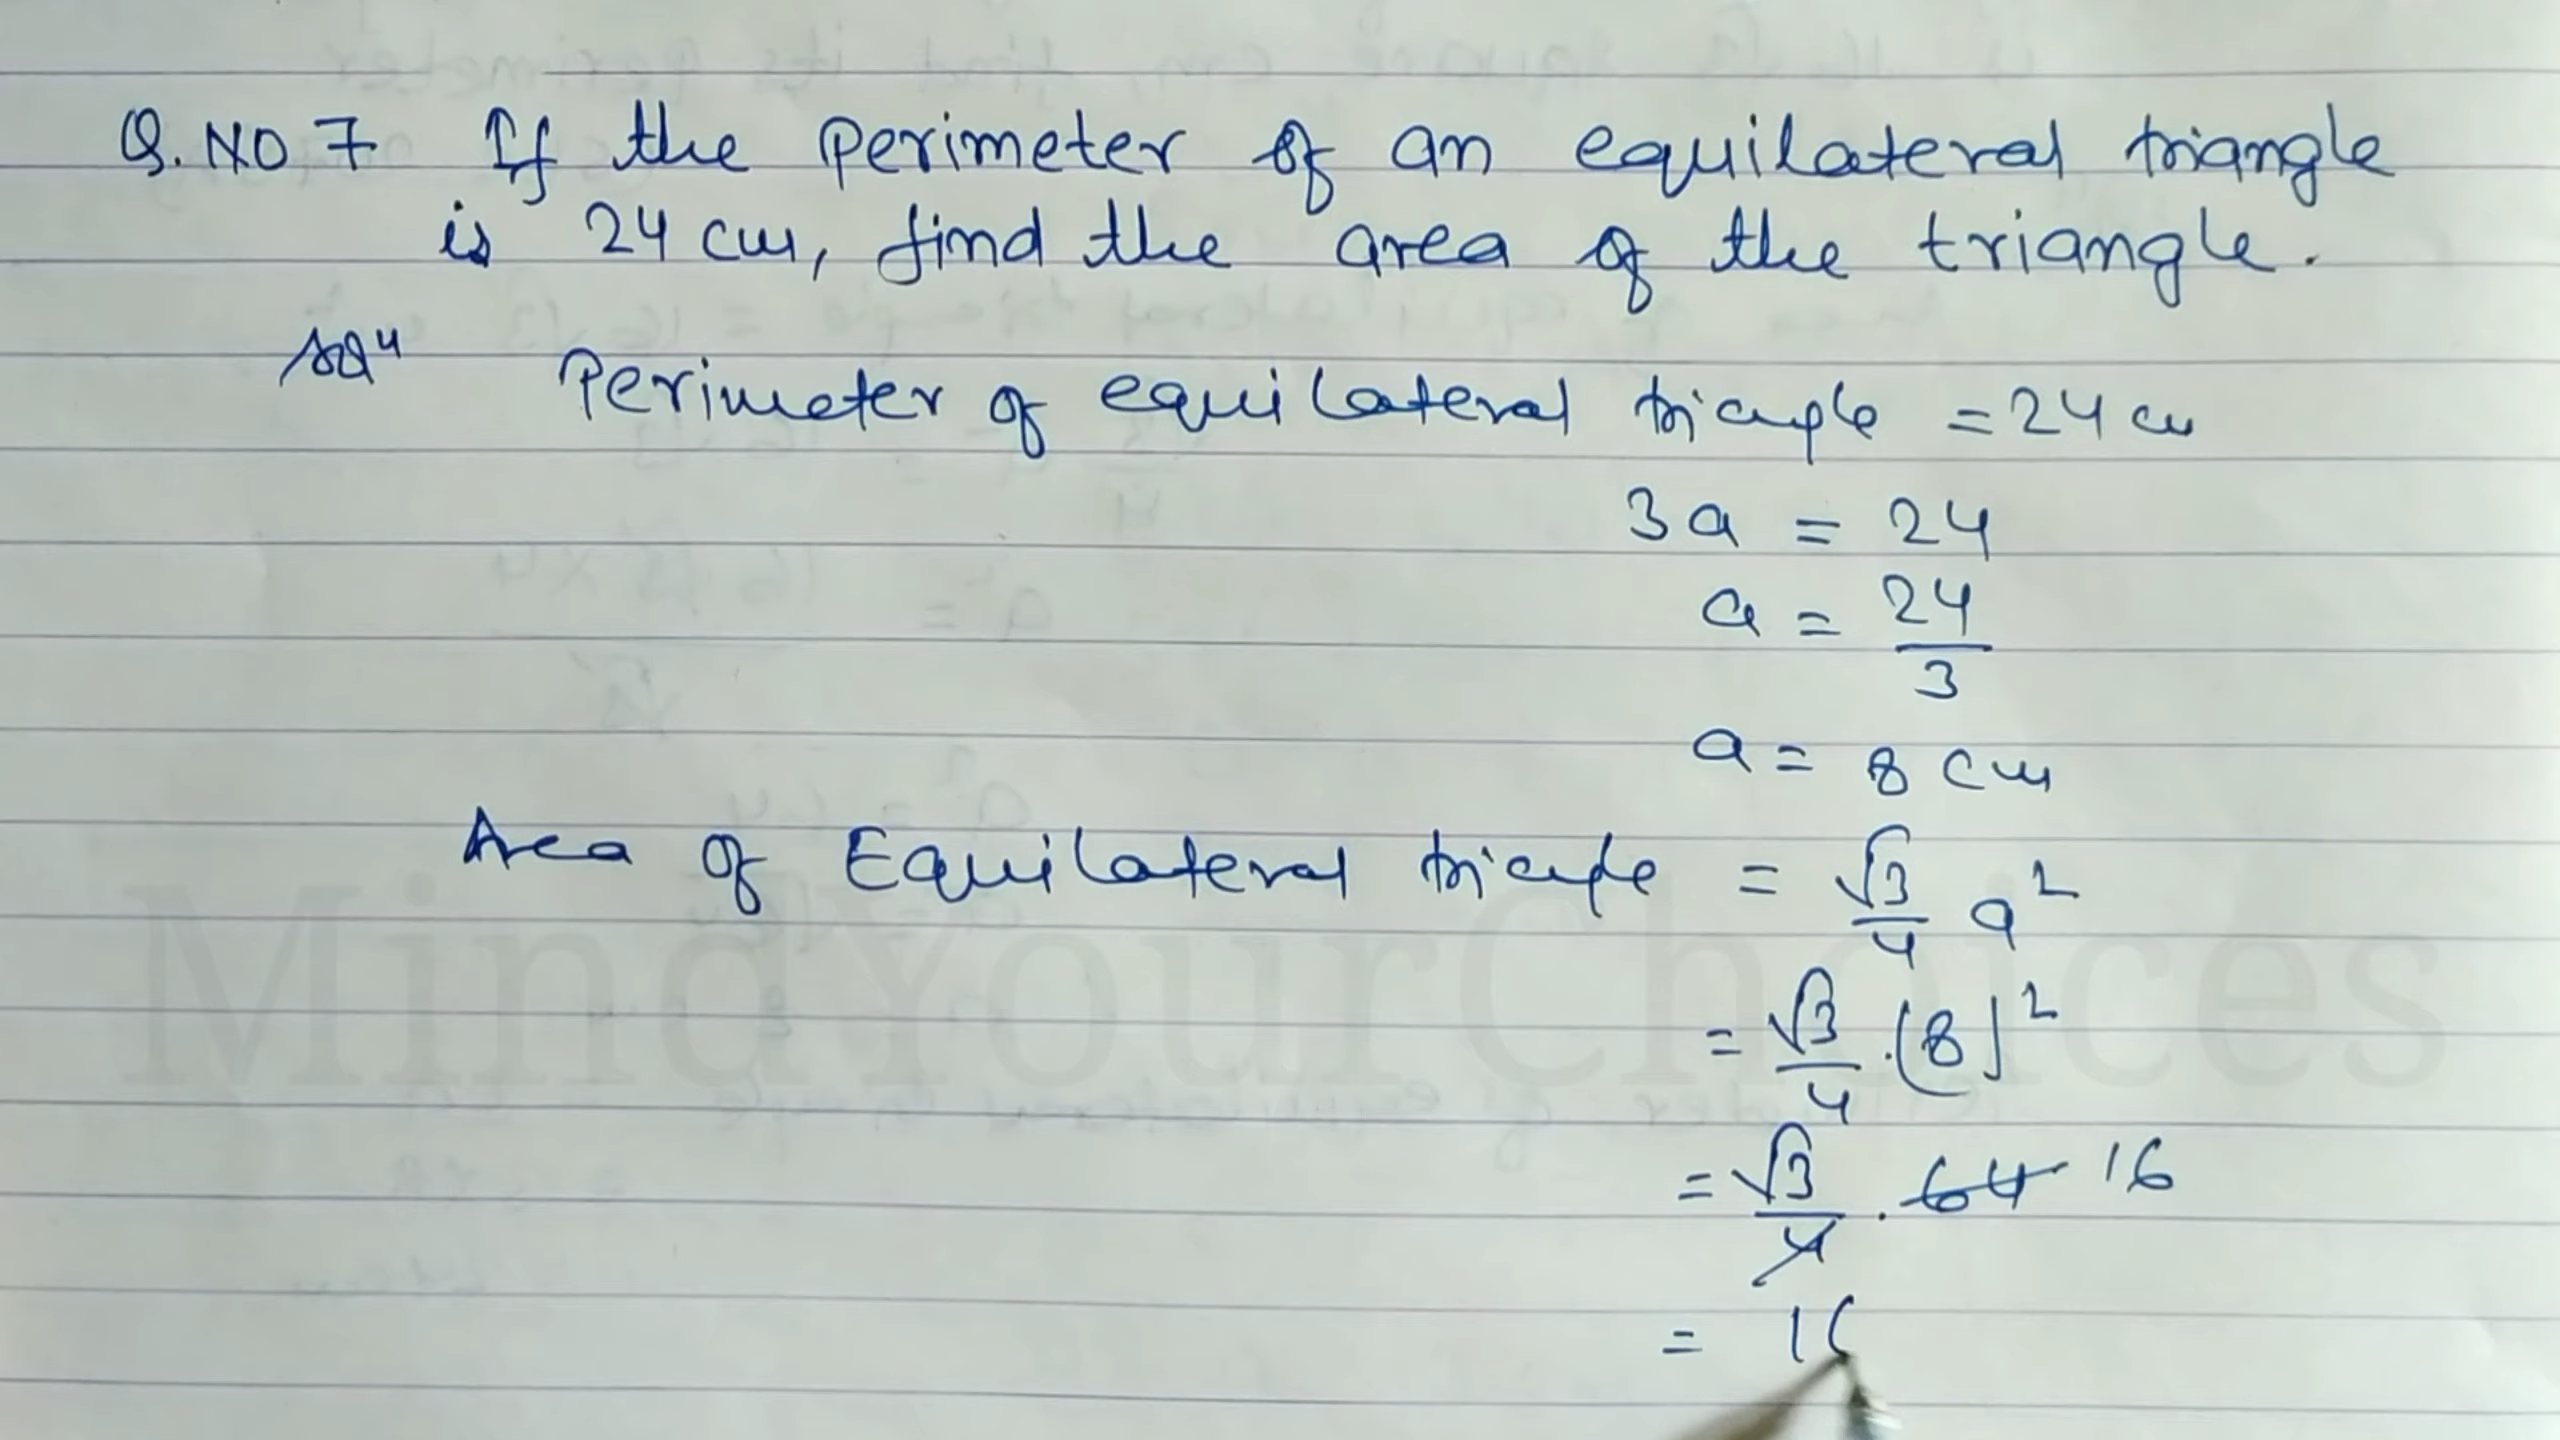 Q. NO 7 If the perimeter of an equilateral triangle
is 24 cm, find the area of the triangle.
Solⁿ Perimeter of equilateral triangle = 24 cm
3a = 24
a = 24/3
a = 8 cm
Area of Equilateral triangle = √3/4 a²
= √3/4 . (8)²
= √3/4 . 64 16
= 16
MindYourChoices